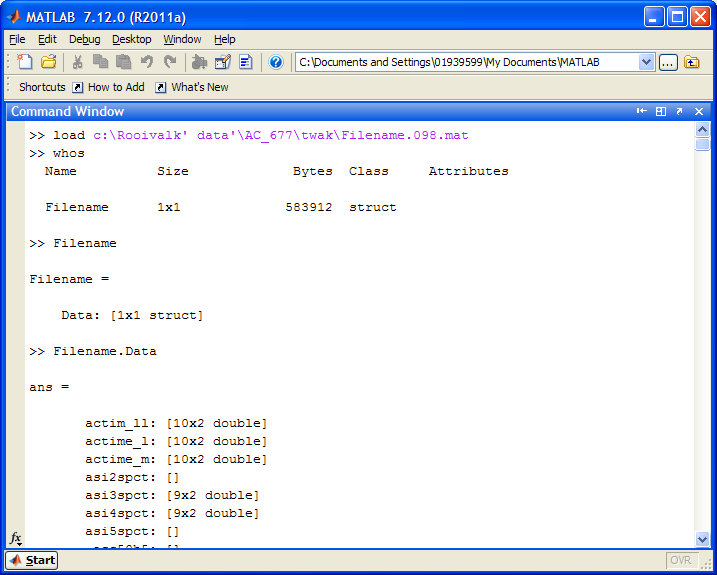 MATLAB 7.12.0 (R2011a)
File Edit Debug Desktop Window Help
C:\Documents and Settings\01939599\My Documents\MATLAB ...
Shortcuts How to Add What's New
Command Window
>> load c:\Rooivalk' data'\AC_677\twak\Filename.098.mat
>> whos
Name Size Bytes Class Attributes
Filename 1x1 583912 struct
>> Filename
Filename =
Data: [1x1 struct]
>> Filename.Data
ans =
actim_ll: [10x2 double]
actime_l: [10x2 double]
actime_m: [10x2 double]
asi2spct: []
asi3spct: [9x2 double]
asi4spct: [9x2 double]
asi5spct: []
fx
Start OVR